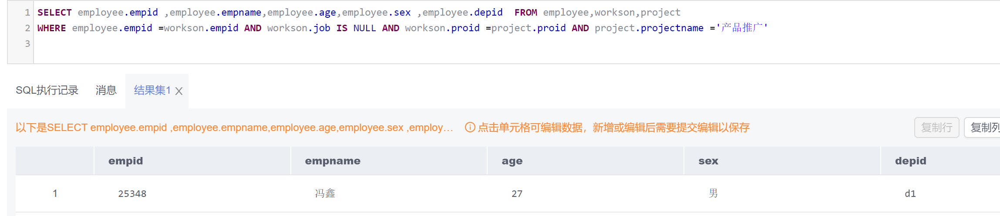 1 SELECT employee.empid ,employee.empname,employee.age,employee.sex ,employee.depid  FROM employee,workson,project
2 WHERE employee.empid =workson.empid AND workson.job IS NULL AND workson.proid =project.proid AND project.projectname ='产品推广'
3
SQL执行记录 消息 结果集1 X
以下是SELECT employee.empid ,employee.empname,employee.age,employee.sex ,employ… 点击单元格可编辑数据，新增或编辑后需要提交编辑以保存 复制行 复制列
empid empname age sex depid
1 25348 冯鑫 27 男 d1